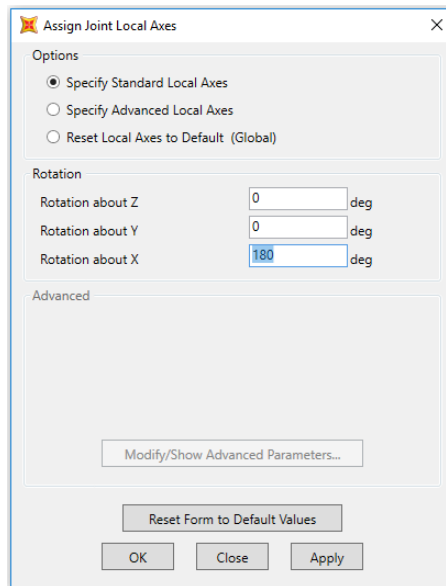 Assign Joint Local Axes
Options
Specify Standard Local Axes
Specify Advanced Local Axes
Reset Local Axes to Default (Global)
Rotation
Rotation about Z 0 deg
Rotation about Y 0 deg
Rotation about X 180 deg
Advanced
Modify/Show Advanced Parameters...
Reset Form to Default Values
OK Close Apply